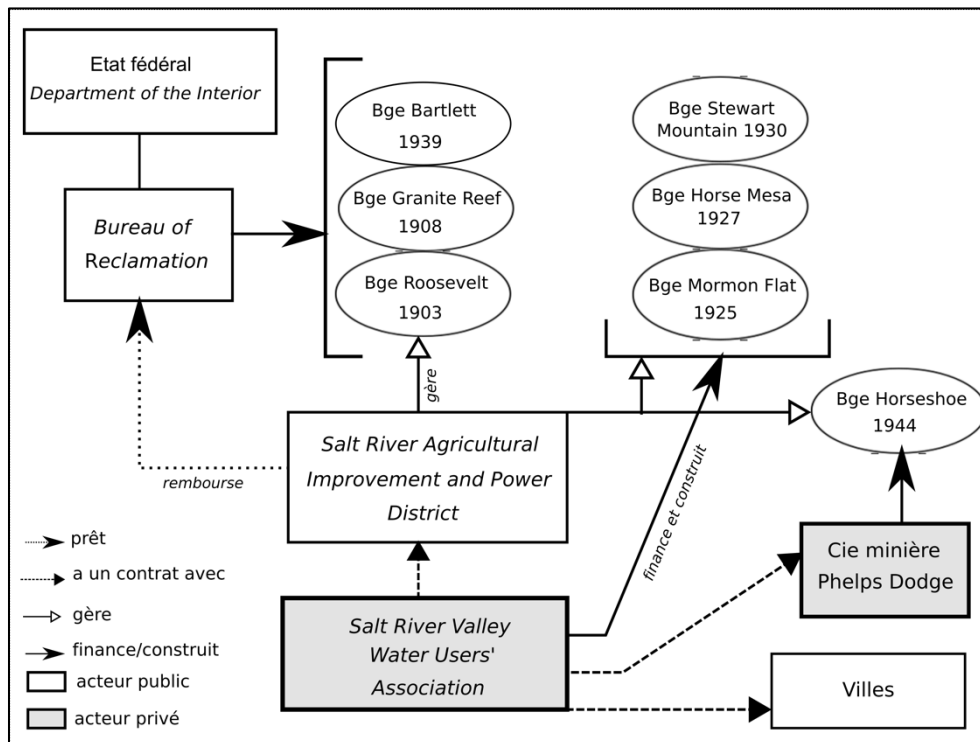 Etat fédéral
Department of the Interior
Bureau of
Reclamation
Bge Bartlett
1939
Bge Granite Reef
1908
Bge Roosevelt
1903
Bge Stewart
Mountain 1930
Bge Horse Mesa
1927
Bge Mormon Flat
1925
gère
Bge Horseshoe
1944
Salt River Agricultural
Improvement and Power
District
rembourse
finance et construit
Cie minière
Phelps Dodge
Salt River Valley
Water Users'
Association
Villes
prêt
a un contrat avec
gère
finance/construit
acteur public
acteur privé